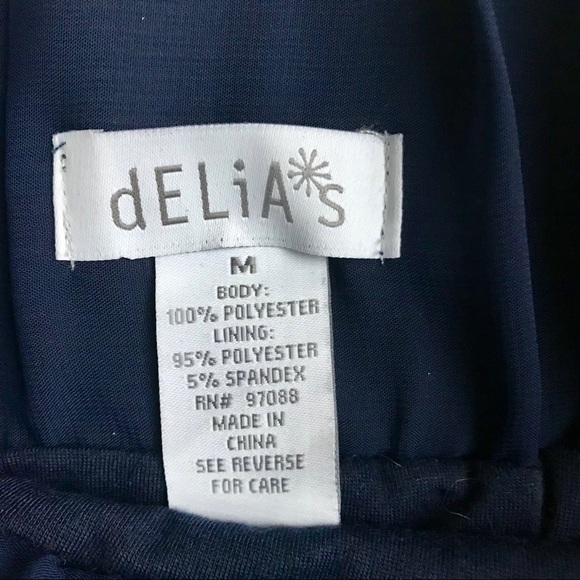 dELiA*s
M
BODY:
100% POLYESTER
LINING:
95% POLYESTER
5% SPANDEX
RN# 97088
MADE IN
CHINA
SEE REVERSE
FOR CARE